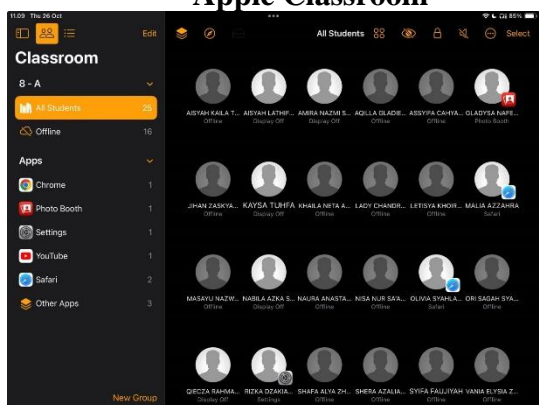 Apple Classroom
11.09 Thu 26 Oct
85%
Edit
All Students
Select
Classroom
8 - A
All Students 25
Offline 16
Apps
Chrome 1
Photo Booth 1
Settings 1
YouTube 1
Safari 2
Other Apps 3
New Group
AISYAH KAILA T... AISYAH LATHIF... AMIRA NAZMI S... AQILLA GLADIE... ASSYIFA CAHYA... GLADYSA NAFE...
Offline Display Off Display Off Offline Offline Photo Booth
JIHAN ZASKYA... KAYSA TUHFA KHAILA NETA A... LADY CHANDR... LETISYA KHOIR... MALIA AZZAHRA
Offline Display Off Offline Offline Offline Safari
MASAYU NAZW... NABILA AZKA S... NAURA ANASTA... NISA NUR SA'A... OLIVIA SYAHLA... ORI SAGAH SYA...
Offline Display Off Offline Offline Safari Offline
QIECZA RAHMA... RIZKA DZAKIA... SHAFA ALYA ZH... SHERA AZALIA... SYIFA FAUJIYAH VANIA ELYSIA Z...
Display Off Settings Offline Offline Offline Offline